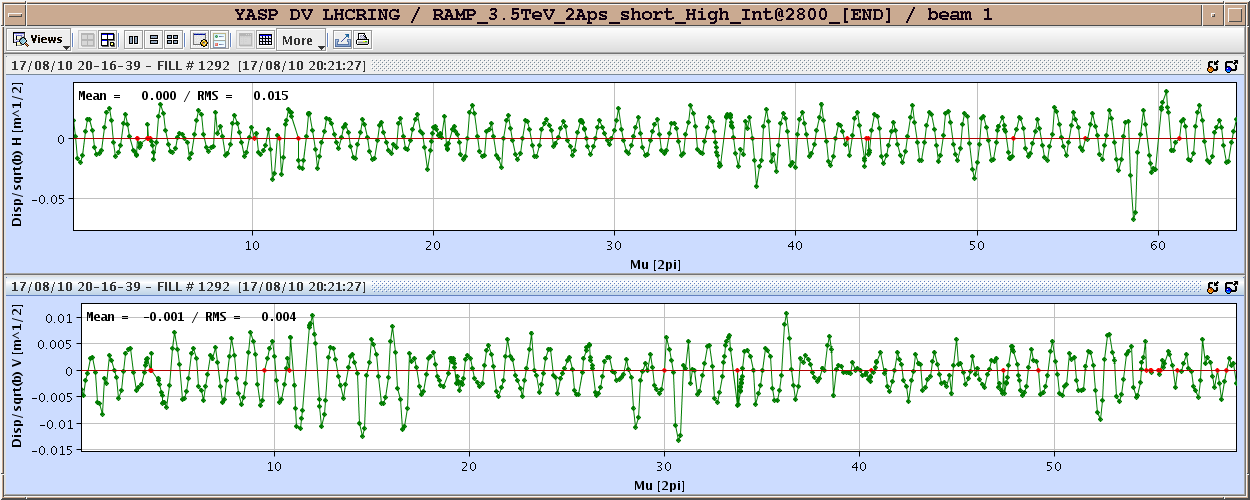 YASP DV LHCRING / RAMP_3.5TeV_2Aps_short_High_Int@2800_[END] / beam 1
Views More
17/08/10 20-16-39 - FILL # 1292 [17/08/10 20:21:27]
Mean = 0.000 / RMS = 0.015
Disp/sqrt(b) H [m^1/2]
0
-0.05
10 20 30 40 50 60
Mu [2pi]
17/08/10 20-16-39 - FILL # 1292 [17/08/10 20:21:27]
Mean = -0.001 / RMS = 0.004
Disp/sqrt(b) V [m^1/2]
0.01
0.005
0
-0.005
-0.01
-0.015
10 20 30 40 50
Mu [2pi]